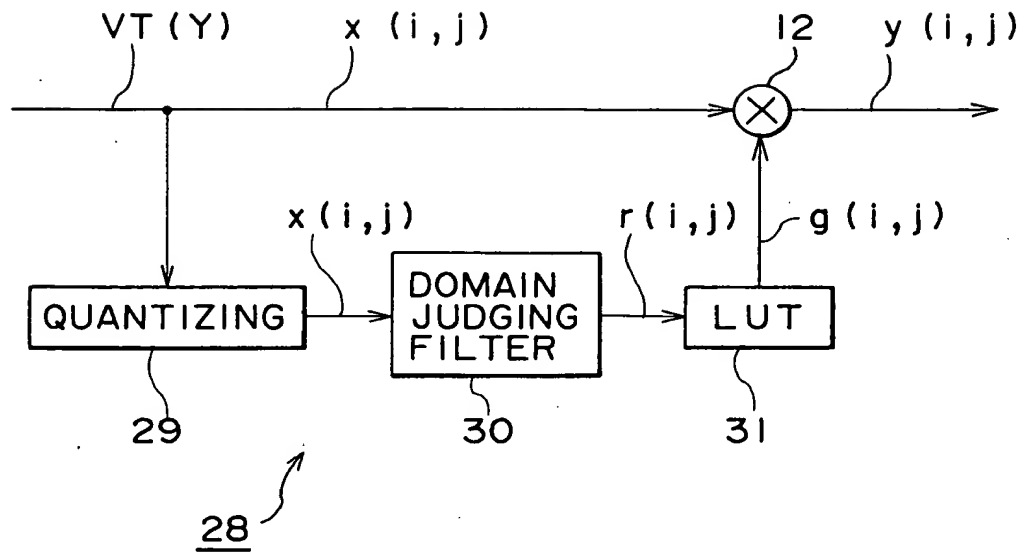 VT (Y)
x (i,j)
12
y (i,j)
x(i,j)
r(i,j)
g(i,j)
QUANTIZING
DOMAIN
JUDGING
FILTER
LUT
29
30
31
28